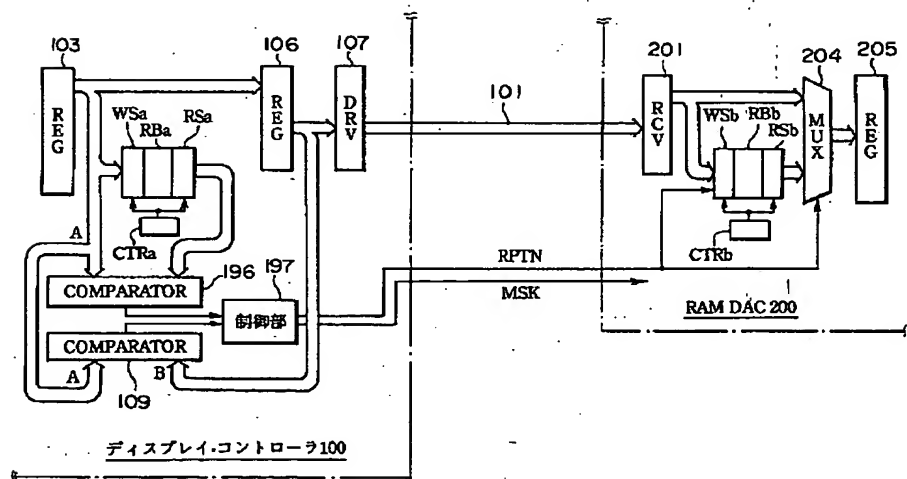 103
106
107
201
204
205
REG
WSa
RBa
RSa
REG
DRV
101
RCV
WSb
RBb
RSb
MUX
REG
CTRa
CTRb
A
COMPARATOR
196
197
RPTN
MSK
制御部
RAM DAC 200
COMPARATOR
A
B
109
ディスプレイ・コントローラ100